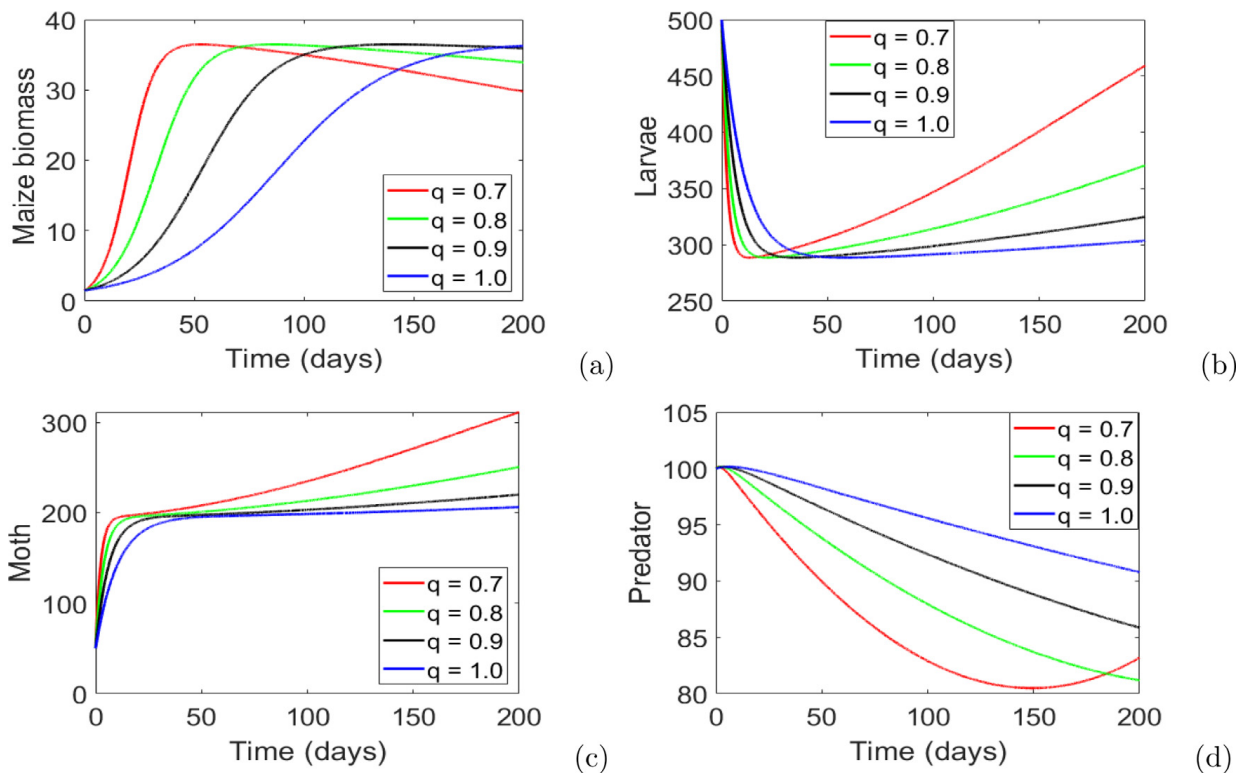 40
30
20
10
0
Maize biomass
q = 0.7
q = 0.8
q = 0.9
q = 1.0
0 50 100 150 200
Time (days)
(a)
500
450
400
350
300
250
Larvae
q = 0.7
q = 0.8
q = 0.9
q = 1.0
0 50 100 150 200
Time (days)
(b)
300
200
100
0
Moth
q = 0.7
q = 0.8
q = 0.9
q = 1.0
0 50 100 150 200
Time (days)
(c)
105
100
95
90
85
80
Predator
q = 0.7
q = 0.8
q = 0.9
q = 1.0
0 50 100 150 200
Time (days)
(d)